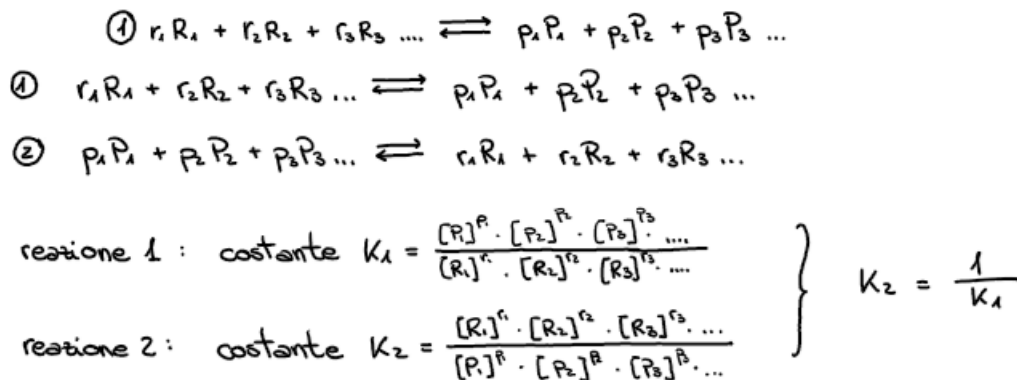 ① r₁R₁ + r₂R₂ + r₃R₃ .... ⇌ p₁P₁ + p₂P₂ + p₃P₃ ...
① r₁R₁ + r₂R₂ + r₃R₃ ... ⇌ p₁P₁ + p₂P₂ + p₃P₃ ...
② p₁P₁ + p₂P₂ + p₃P₃ ... ⇌ r₁R₁ + r₂R₂ + r₃R₃ ...
reazione 1 : costante K₁ = [P₁]^p₁ · [P₂]^p₂ · [P₃]^p₃ · .... / [R₁]^r₁ · [R₂]^r₂ · [R₃]^r₃ · ....
reazione 2 : costante K₂ = [R₁]^r₁ · [R₂]^r₂ · [R₃]^r₃ · ... / [P₁]^p₁ · [P₂]^p₂ · [P₃]^p₃ · ...
} K₂ = 1 / K₁